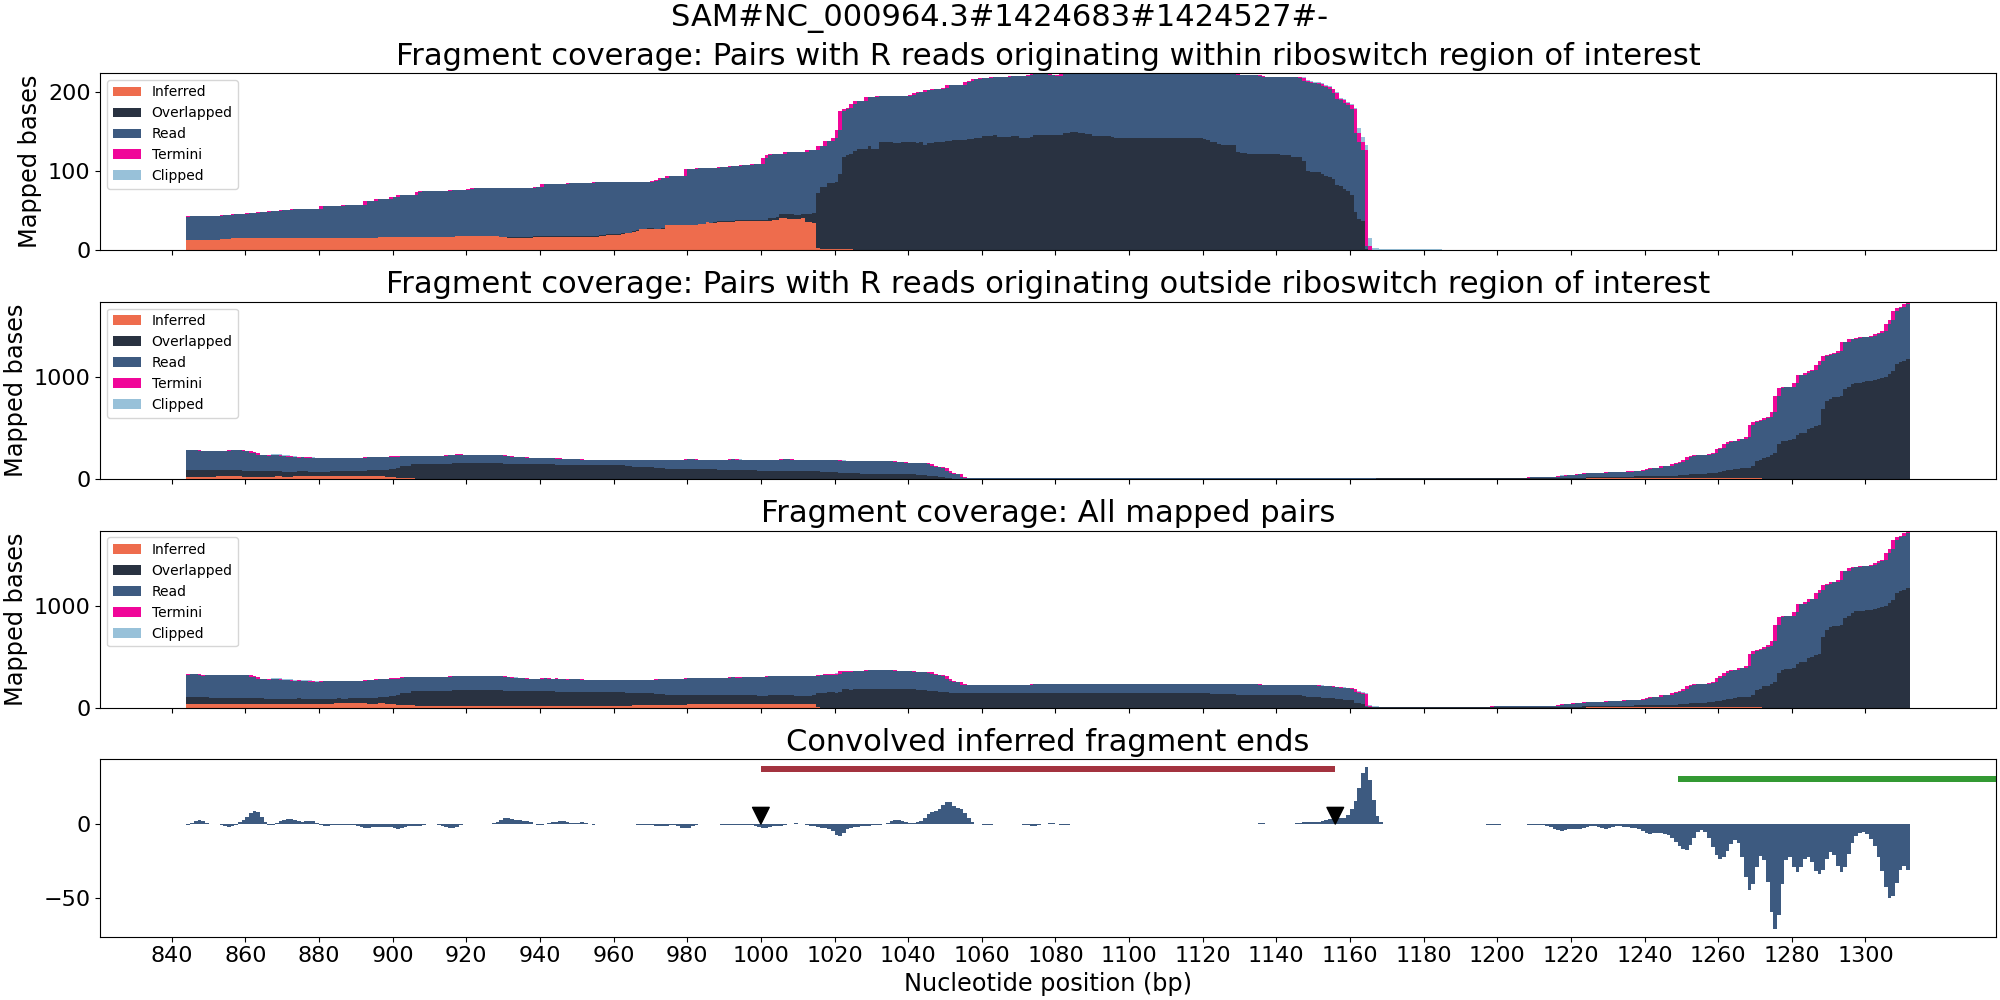 SAM#NC_000964.3#1424683#1424527#-
Fragment coverage: Pairs with R reads originating within riboswitch region of interest
Mapped bases
200
100
0
Inferred
Overlapped
Read
Termini
Clipped
Fragment coverage: Pairs with R reads originating outside riboswitch region of interest
Mapped bases
1000
0
Inferred
Overlapped
Read
Termini
Clipped
Fragment coverage: All mapped pairs
Mapped bases
1000
0
Inferred
Overlapped
Read
Termini
Clipped
Convolved inferred fragment ends
0
−50
840 860 880 900 920 940 960 980 1000 1020 1040 1060 1080 1100 1120 1140 1160 1180 1200 1220 1240 1260 1280 1300
Nucleotide position (bp)